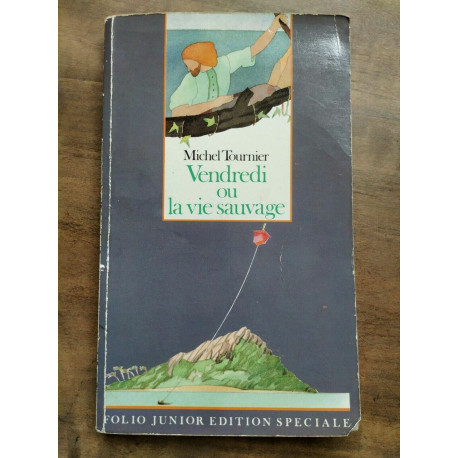 Michel Tournier
Vendredi
ou
la vie sauvage
FOLIO JUNIOR EDITION SPECIALE